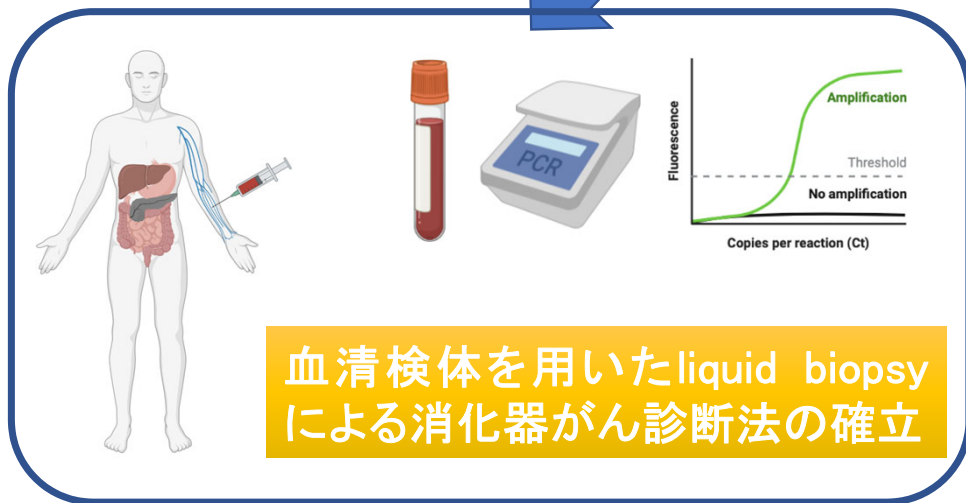 PCR
Fluorescence
Amplification
Threshold
No amplification
Copies per reaction (Ct)
血清検体を用いたliquid biopsy
による消化器がん診断法の確立